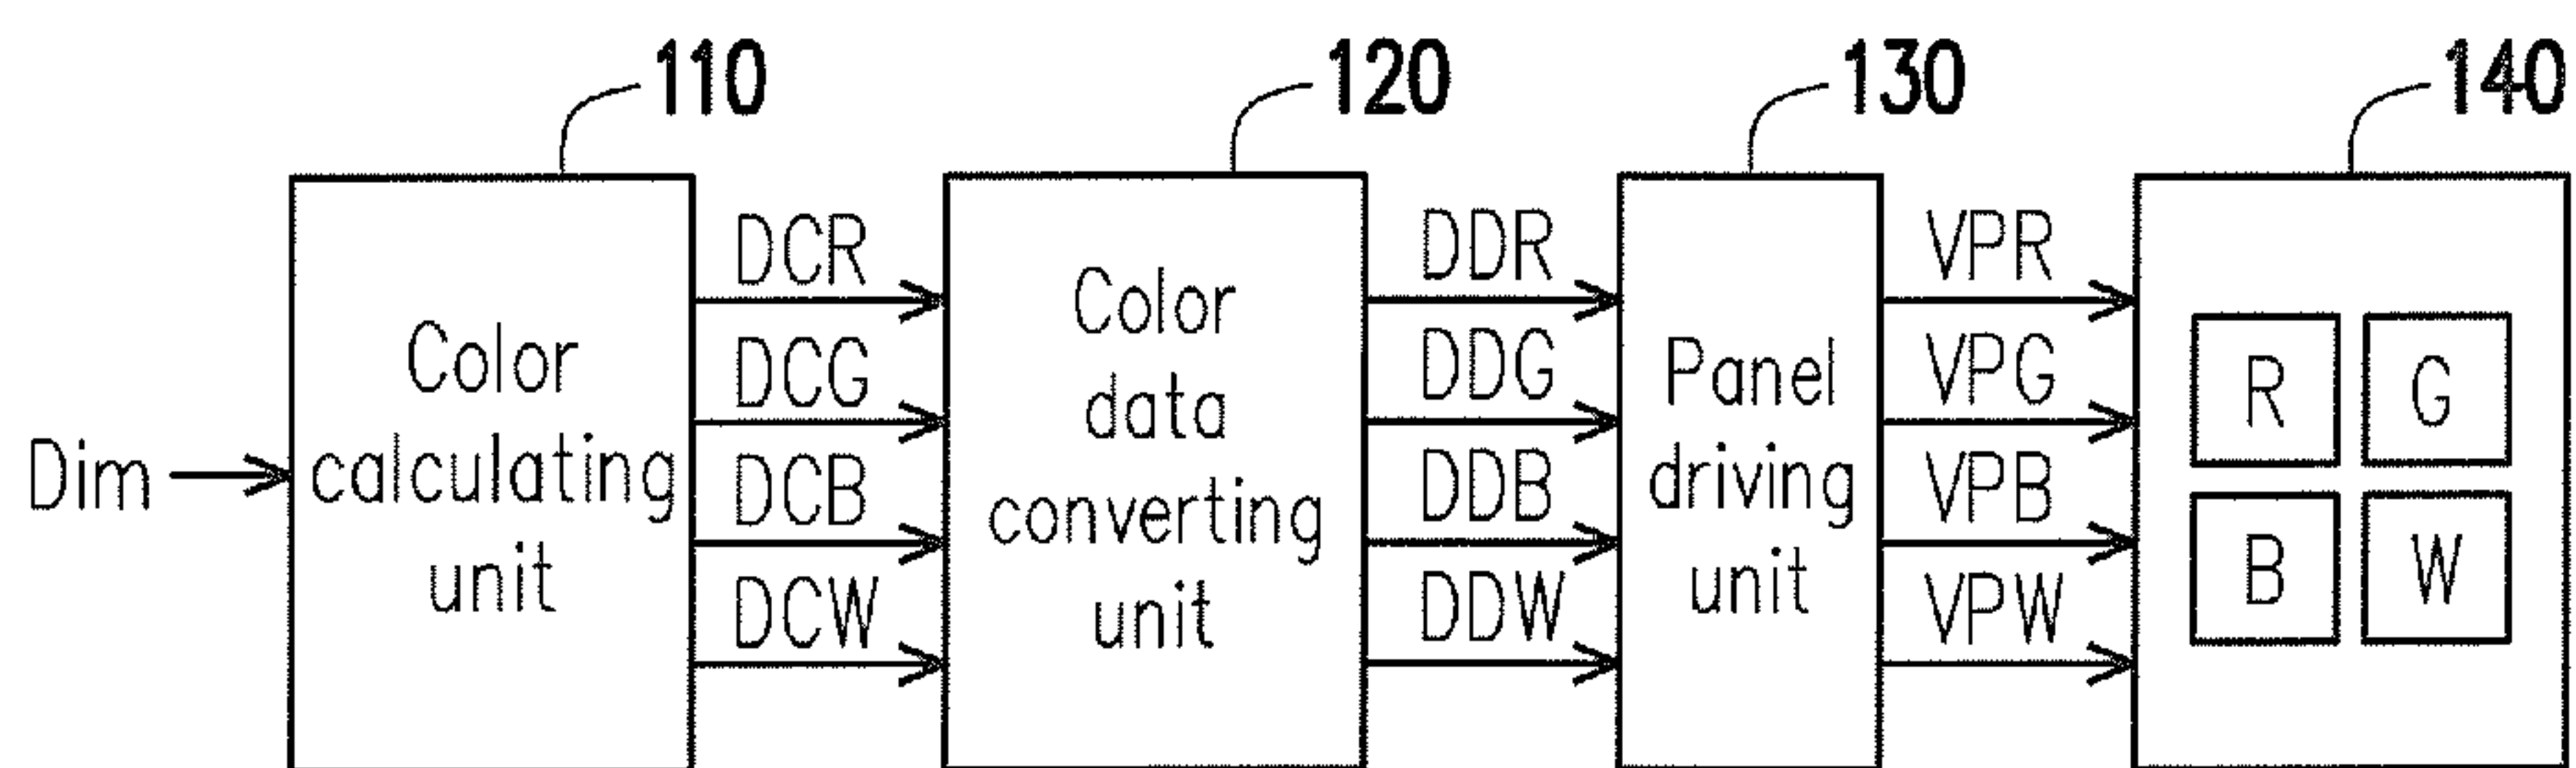 110
120
130
140
Dim
Color
calculating
unit
DCR
DCG
DCB
DCW
Color
data
converting
unit
DDR
DDG
DDB
DDW
Panel
driving
unit
VPR
VPG
VPB
VPW
R G
B W